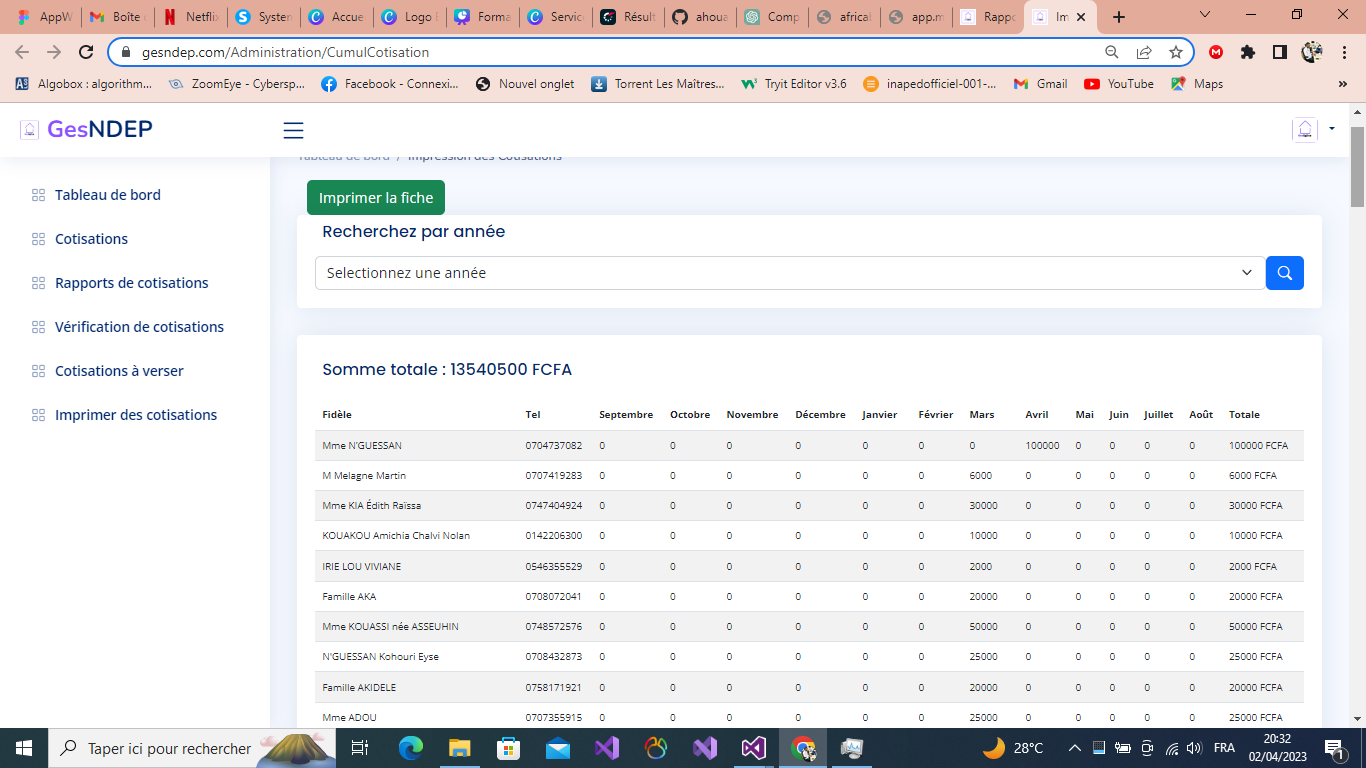 AppW
Boîte
Netflix
Systen
Accue
Logo
Forma
Servic
Résult
ahoua
Comp
africal
app.m
Rappo
Im
gesndep.com/Administration/CumulCotisation
Algobox : algorithm...
ZoomEye - Cybersp...
Facebook - Connexi...
Nouvel onglet
Torrent Les Maîtres...
Tryit Editor v3.6
inapedofficiel-001-...
Gmail
YouTube
Maps
»
GesNDEP
Tableau de bord / Impression des Cotisations
Tableau de bord
Cotisations
Rapports de cotisations
Vérification de cotisations
Cotisations à verser
Imprimer des cotisations
Imprimer la fiche
Recherchez par année
Selectionnez une année
Somme totale : 13540500 FCFA
Fidèle Tel Septembre Octobre Novembre Décembre Janvier Février Mars Avril Mai Juin Juillet Août Totale
Mme N'GUESSAN 0704737082 0 0 0 0 0 0 0 100000 0 0 0 0 100000 FCFA
M Melagne Martin 0707419283 0 0 0 0 0 0 6000 0 0 0 0 0 6000 FCFA
Mme KIA Édith Raïssa 0747404924 0 0 0 0 0 0 30000 0 0 0 0 0 30000 FCFA
KOUAKOU Amichia Chalvi Nolan 0142206300 0 0 0 0 0 0 10000 0 0 0 0 0 10000 FCFA
IRIE LOU VIVIANE 0546355529 0 0 0 0 0 0 2000 0 0 0 0 0 2000 FCFA
Famille AKA 0708072041 0 0 0 0 0 0 20000 0 0 0 0 0 20000 FCFA
Mme KOUASSI née ASSEUHIN 0748572576 0 0 0 0 0 0 50000 0 0 0 0 0 50000 FCFA
N'GUESSAN Kohouri Eyse 0708432873 0 0 0 0 0 0 25000 0 0 0 0 0 25000 FCFA
Famille AKIDELE 0758171921 0 0 0 0 0 0 20000 0 0 0 0 0 20000 FCFA
Mme ADOU 0707355915 0 0 0 0 0 0 25000 0 0 0 0 0 25000 FCFA
Taper ici pour rechercher
28°C
FRA
20:32
02/04/2023
1